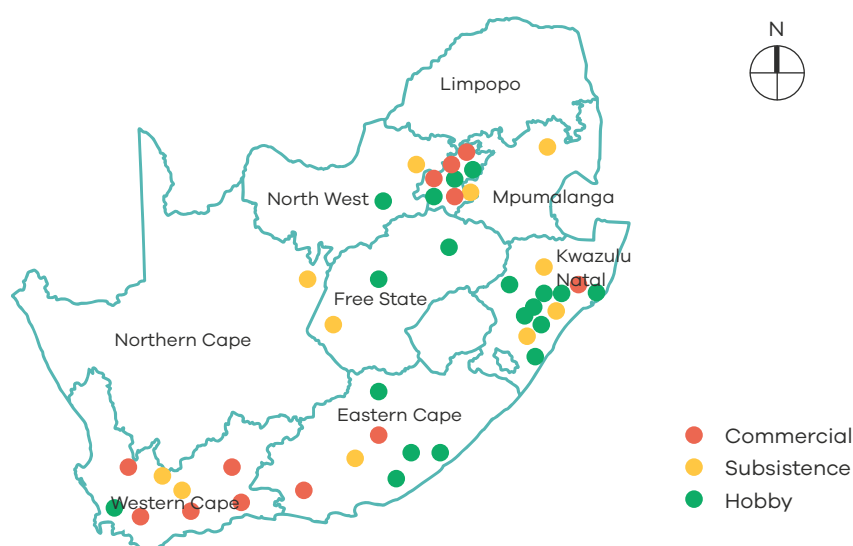 N
Limpopo
North West
Mpumalanga
Kwazulu
Natal
Free State
Northern Cape
Eastern Cape
Western Cape
Commercial
Subsistence
Hobby